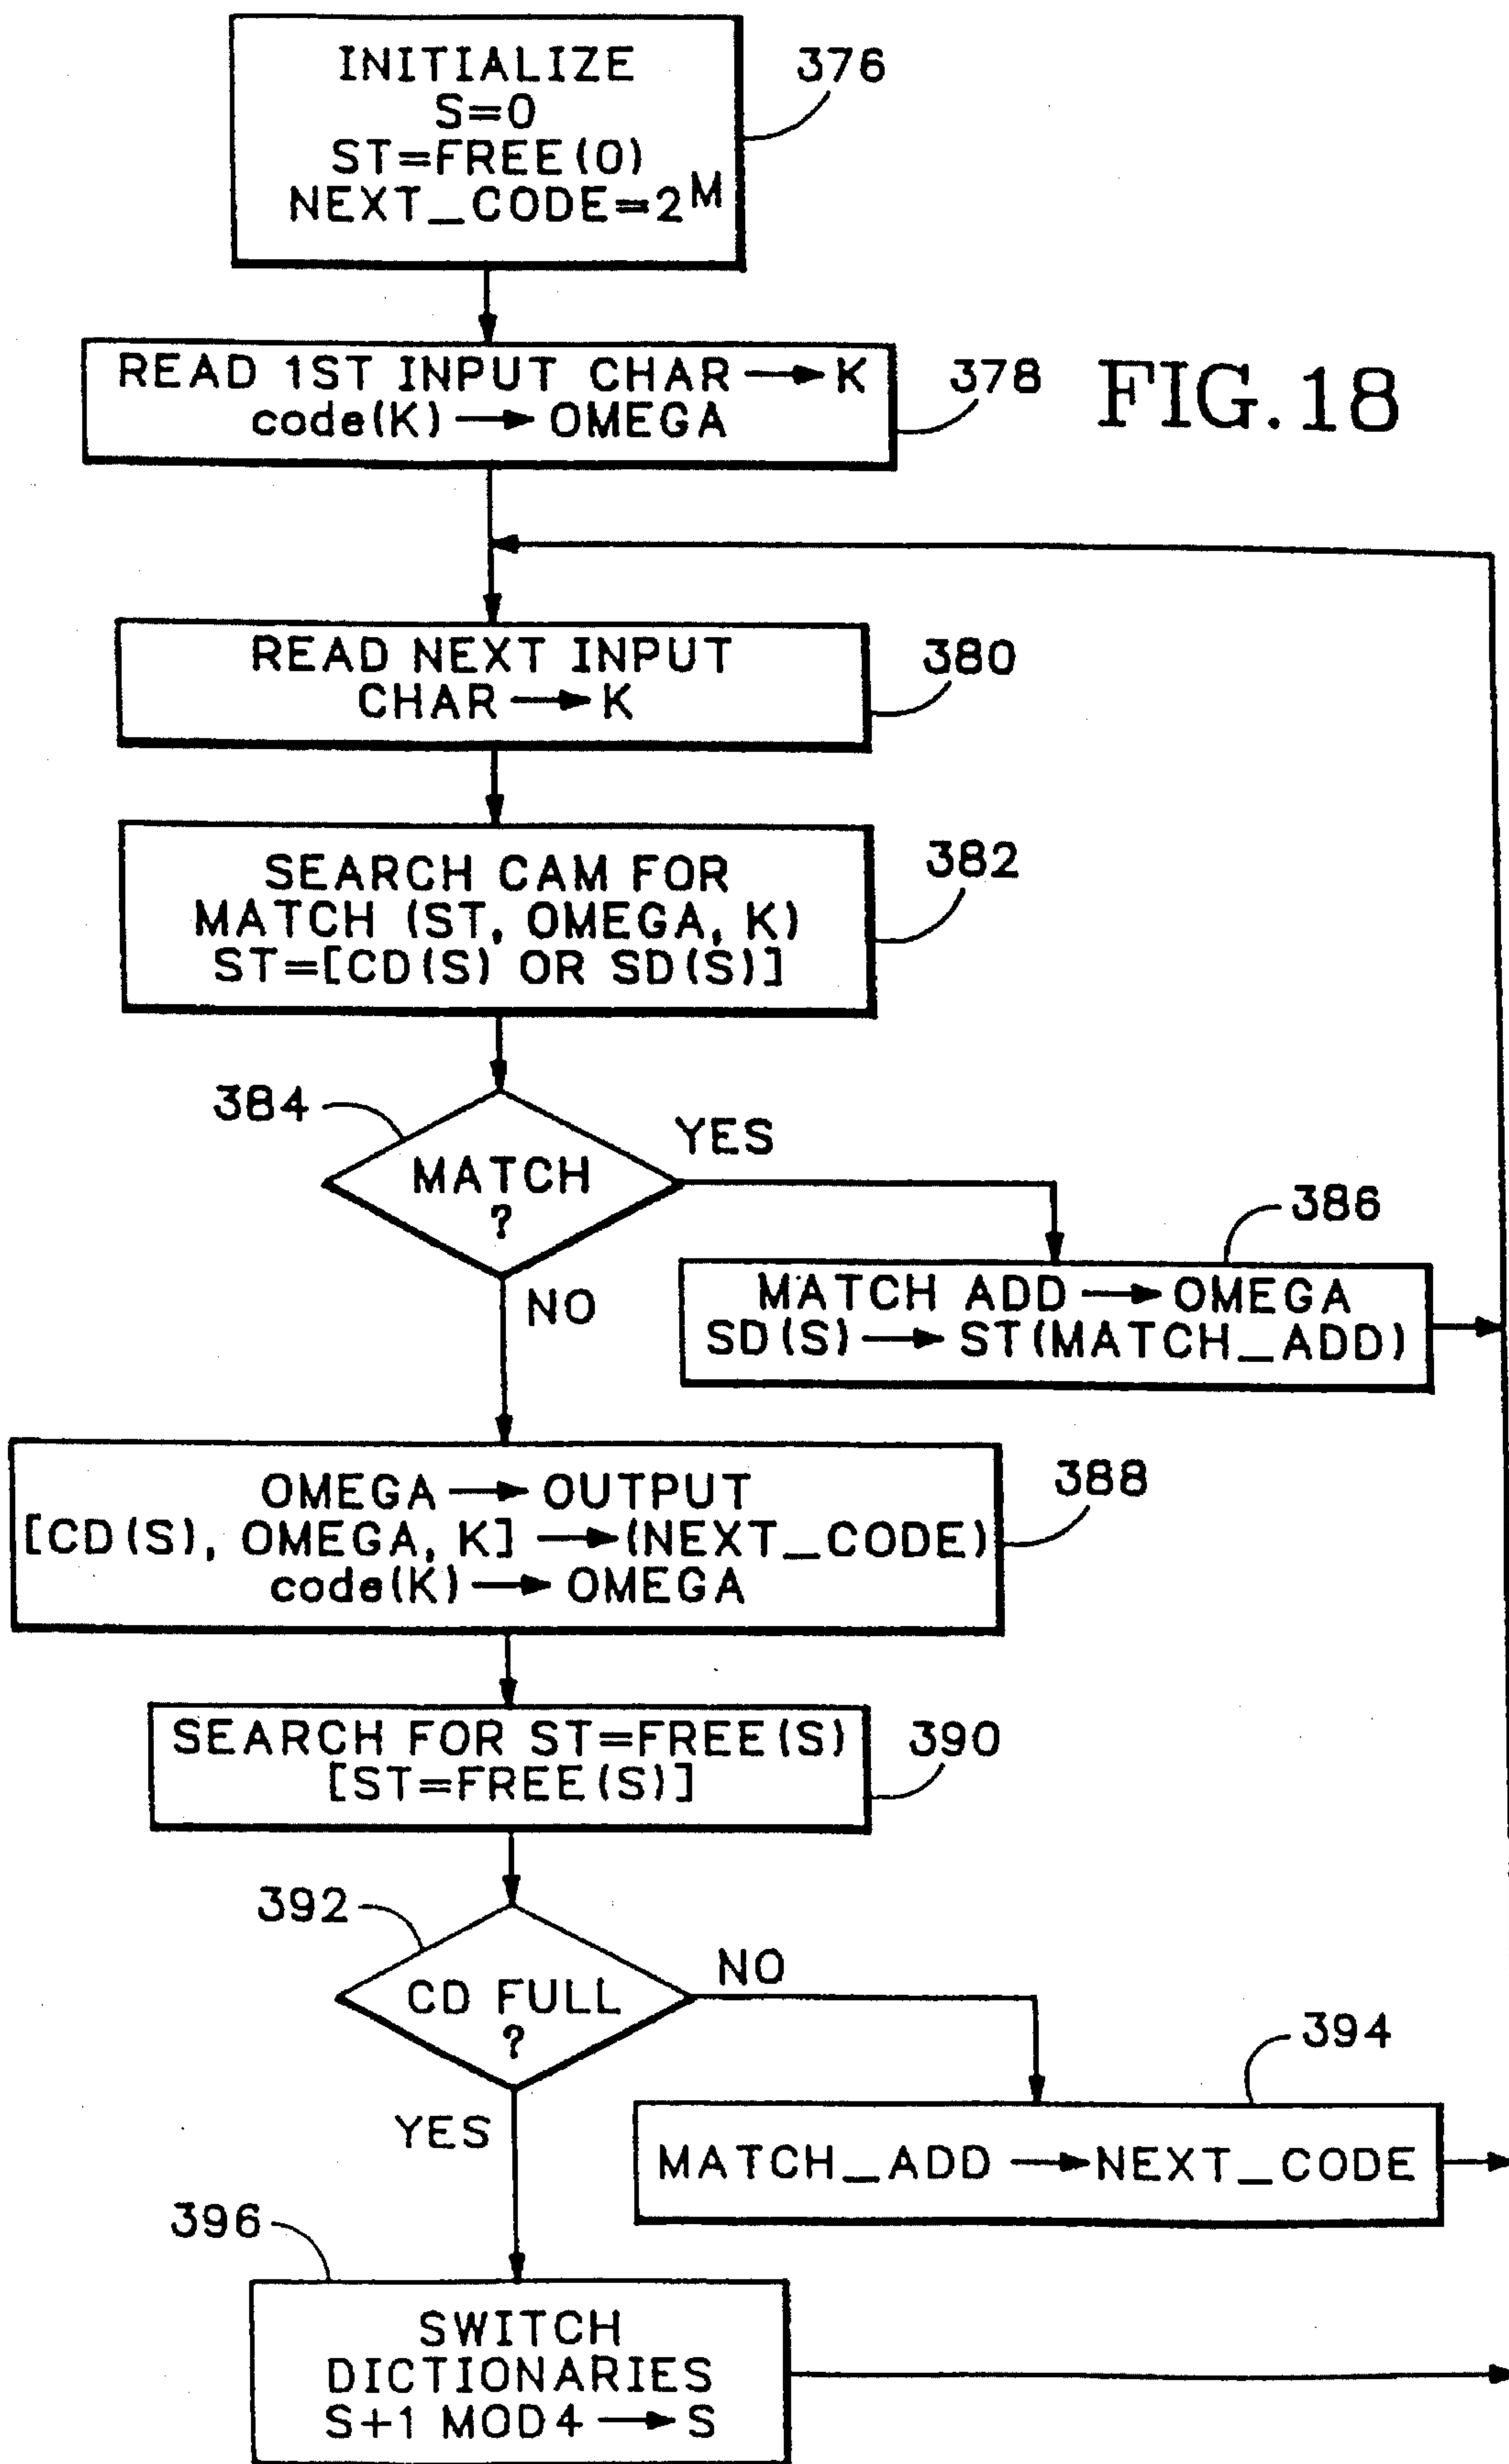 INITIALIZE
S=0
ST=FREE(0)
NEXT_CODE=2^M
376
READ 1ST INPUT CHAR → K
code(K) → OMEGA
378
FIG.18
READ NEXT INPUT
CHAR → K
380
SEARCH CAM FOR
MATCH (ST, OMEGA, K)
ST=[CD(S) OR SD(S)]
382
384
MATCH
?
YES
NO
386
MATCH ADD → OMEGA
SD(S) → ST(MATCH_ADD)
OMEGA → OUTPUT
[CD(S), OMEGA, K] → (NEXT_CODE)
code(K) → OMEGA
388
SEARCH FOR ST=FREE(S)
[ST=FREE(S)]
390
392
CD FULL
?
NO
YES
394
MATCH_ADD → NEXT_CODE
396
SWITCH
DICTIONARIES
S+1 MOD4 → S